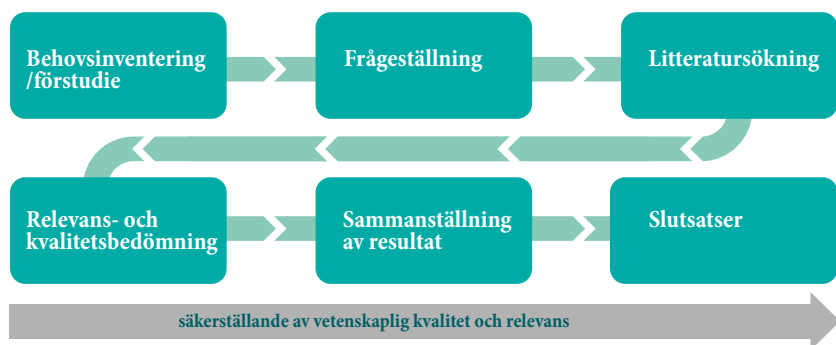 Behovsinventering
/förstudie
Frågeställning
Litteratursökning
Relevans- och
kvalitetsbedömning
Sammanställning
av resultat
Slutsatser
säkerställande av vetenskaplig kvalitet och relevans